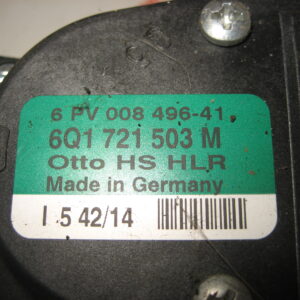 6 PV 008 496-41
6Q1 721 503 M
Otto HS HLR
Made in Germany
I 5 42/14